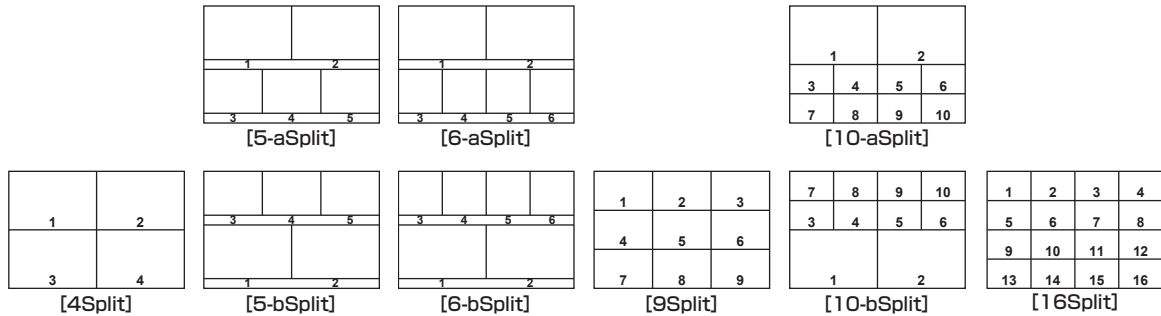 1 2
3 4 5
[5-aSplit]
1 2
3 4 5 6
[6-aSplit]
1 2
3 4 5 6
7 8 9 10
[10-aSplit]
1 2
3 4
[4Split]
3 4 5
1 2
[5-bSplit]
3 4 5 6
1 2
[6-bSplit]
1 2 3
4 5 6
7 8 9
[9Split]
7 8 9 10
3 4 5 6
1 2
[10-bSplit]
1 2 3 4
5 6 7 8
9 10 11 12
13 14 15 16
[16Split]